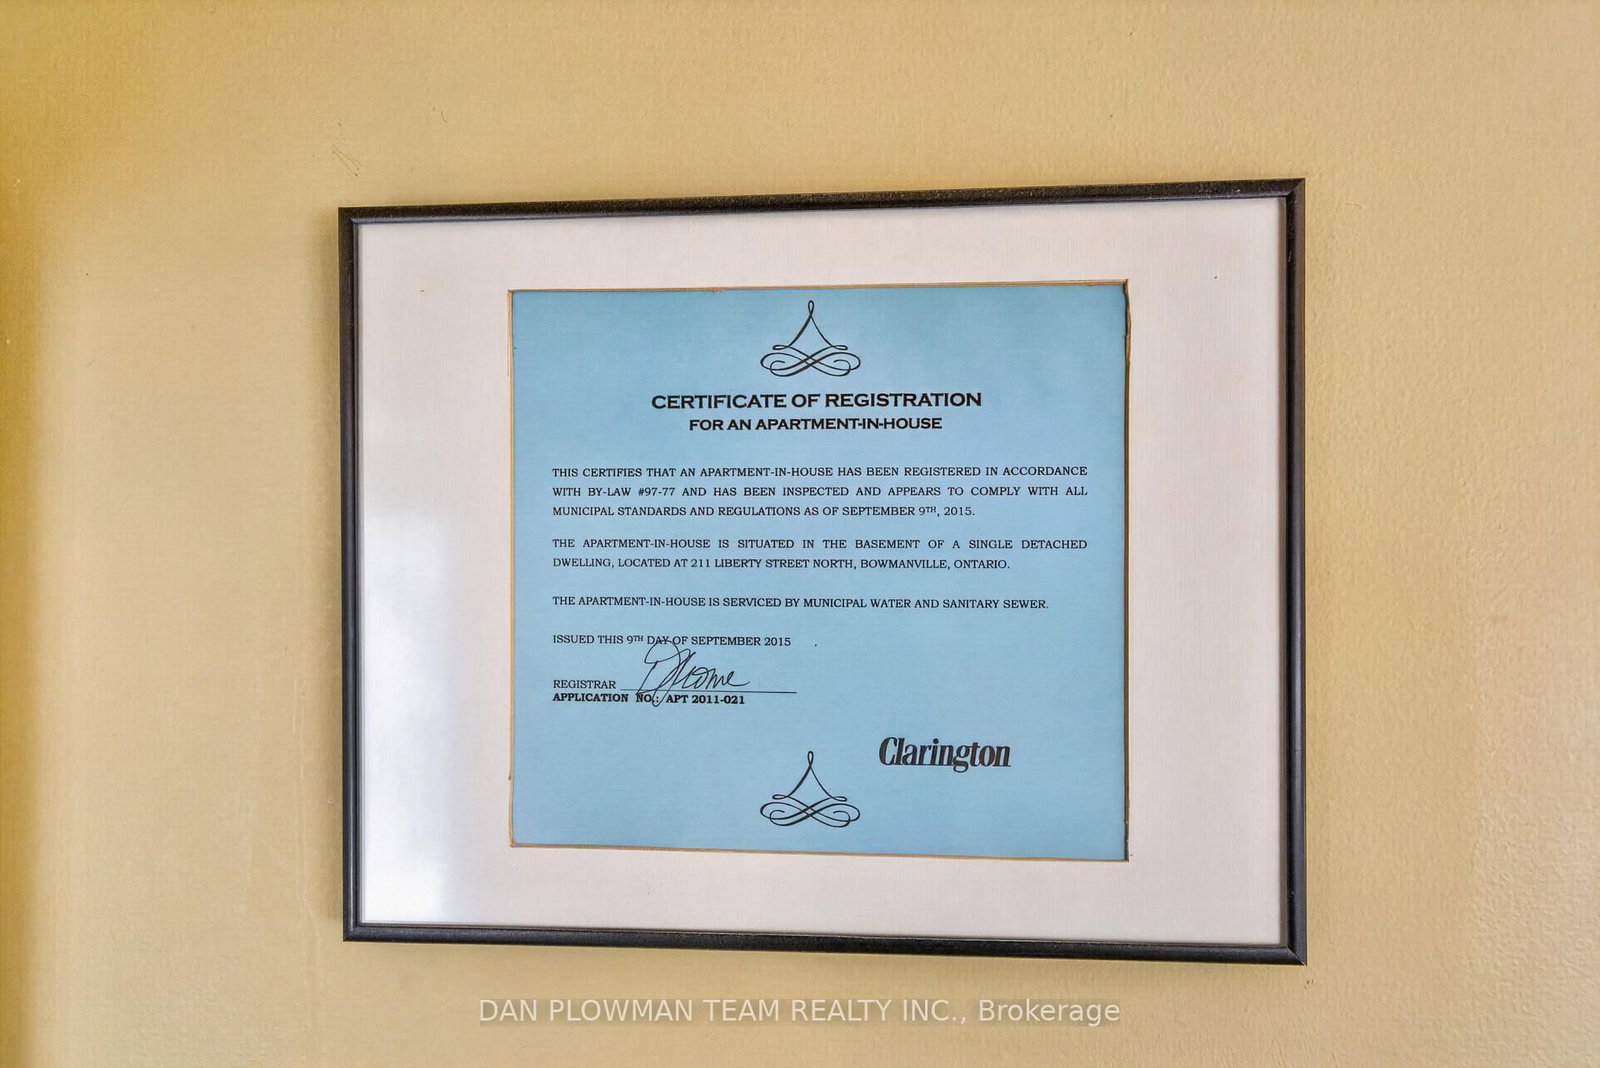 CERTIFICATE OF REGISTRATION
FOR AN APARTMENT-IN-HOUSE
THIS CERTIFIES THAT AN APARTMENT-IN-HOUSE HAS BEEN REGISTERED IN ACCORDANCE
WITH BY-LAW #97-77 AND HAS BEEN INSPECTED AND APPEARS TO COMPLY WITH ALL
MUNICIPAL STANDARDS AND REGULATIONS AS OF SEPTEMBER 9TH, 2015.
THE APARTMENT-IN-HOUSE IS SITUATED IN THE BASEMENT OF A SINGLE DETACHED
DWELLING, LOCATED AT 211 LIBERTY STREET NORTH, BOWMANVILLE, ONTARIO.
THE APARTMENT-IN-HOUSE IS SERVICED BY MUNICIPAL WATER AND SANITARY SEWER.
ISSUED THIS 9TH DAY OF SEPTEMBER 2015
REGISTRAR
APPLICATION NO.: APT 2011-021
Clarington
DAN PLOWMAN TEAM REALTY INC., Brokerage